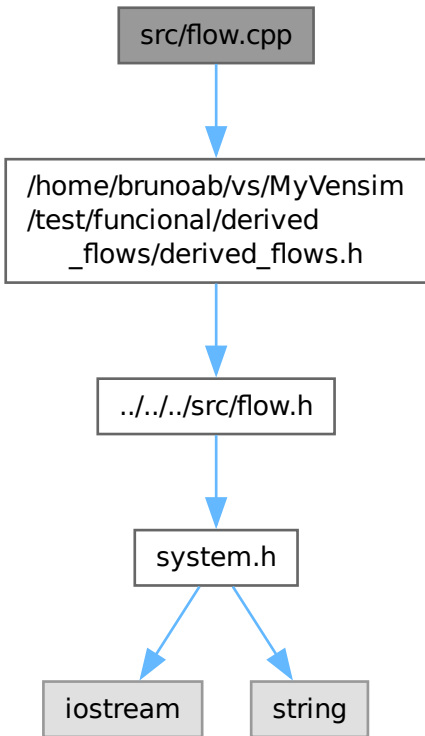 src/flow.cpp
/home/brunoab/vs/MyVensim
/test/funcional/derived
_flows/derived_flows.h
../../../src/flow.h
system.h
iostream
string